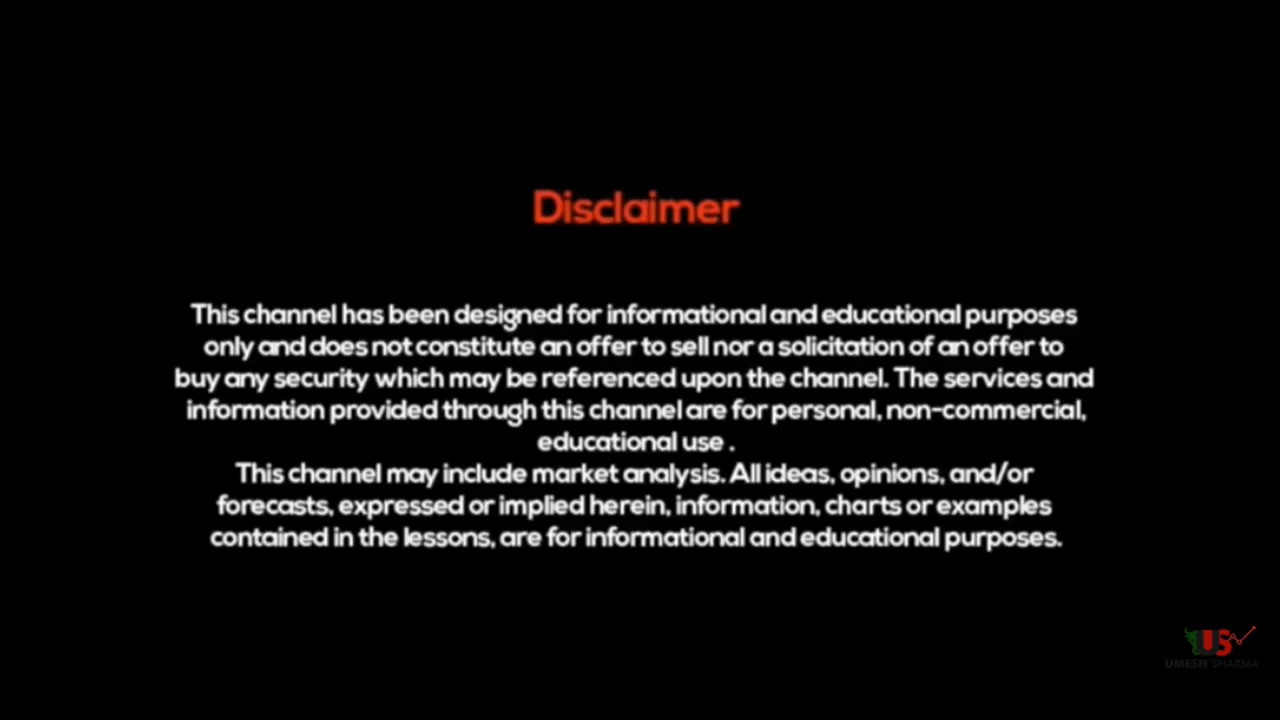 Disclaimer
This channel has been designed for informational and educational purposes
only and does not constitute an offer to sell nor a solicitation of an offer to
buy any security which may be referenced upon the channel. The services and
information provided through this channel are for personal, non-commercial,
educational use .
This channel may include market analysis. All ideas, opinions, and/or
forecasts, expressed or implied herein, information, charts or examples
contained in the lessons, are for informational and educational purposes.
US
UMESH SHARMA